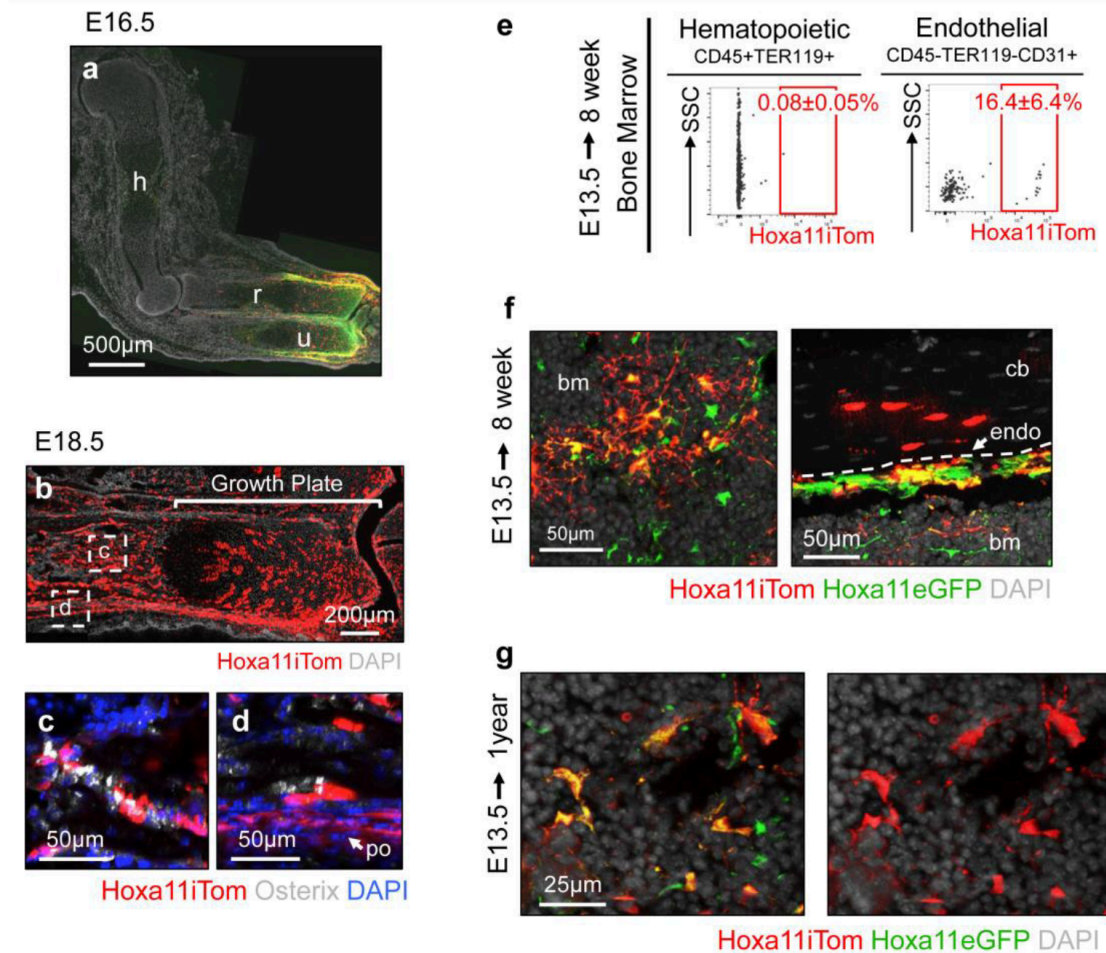 E16.5
a
h
r
u
500µm
E18.5
b
Growth Plate
c
d
200µm
Hoxa11iTom DAPI
c
50µm
d
50µm
po
Hoxa11iTom Osterix DAPI
e
E13.5 → 8 week
Bone Marrow
Hematopoietic
CD45+TER119+
SSC
0.08±0.05%
Hoxa11iTom
Endothelial
CD45-TER119-CD31+
SSC
16.4±6.4%
Hoxa11iTom
f
E13.5 → 8 week
bm
50µm
cb
endo
50µm
bm
Hoxa11iTom Hoxa11eGFP DAPI
g
E13.5 → 1year
25µm
Hoxa11iTom Hoxa11eGFP DAPI